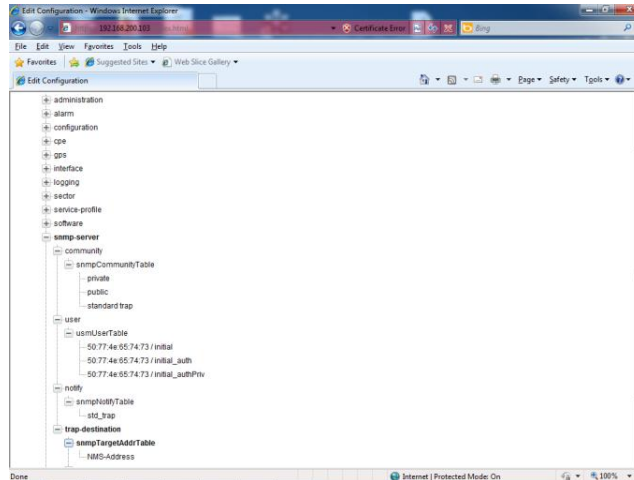 Edit Configuration - Windows Internet Explorer
192.168.200.103
Certificate Error
Bing
File Edit View Favorites Tools Help
Favorites Suggested Sites Web Slice Gallery
Edit Configuration
Page Safety Tools
administration
alarm
configuration
cpe
gps
interface
logging
sector
service-profile
software
snmp-server
community
snmpCommunityTable
private
public
standard trap
user
usmUserTable
50:77:4e:65:74:73 / initial
50:77:4e:65:74:73 / initial_auth
50:77:4e:65:74:73 / initial_authPriv
notify
snmpNotifyTable
std_trap
trap-destination
snmpTargetAddrTable
NMS-Address
Done Internet | Protected Mode: On 100%